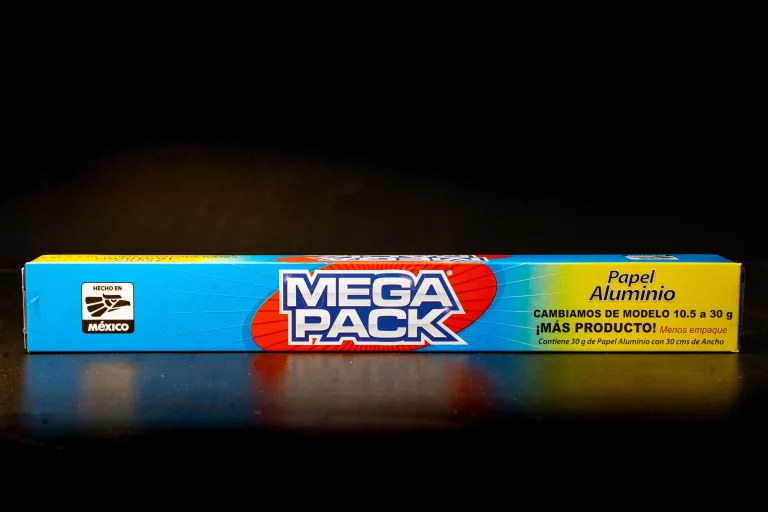 HECHO EN
MÉXICO
MEGA
PACK
Papel
Aluminio
CAMBIAMOS DE MODELO 10.5 a 30 g
¡MÁS PRODUCTO! Menos empaque
Contiene 30 g de Papel Aluminio con 30 cms de Ancho